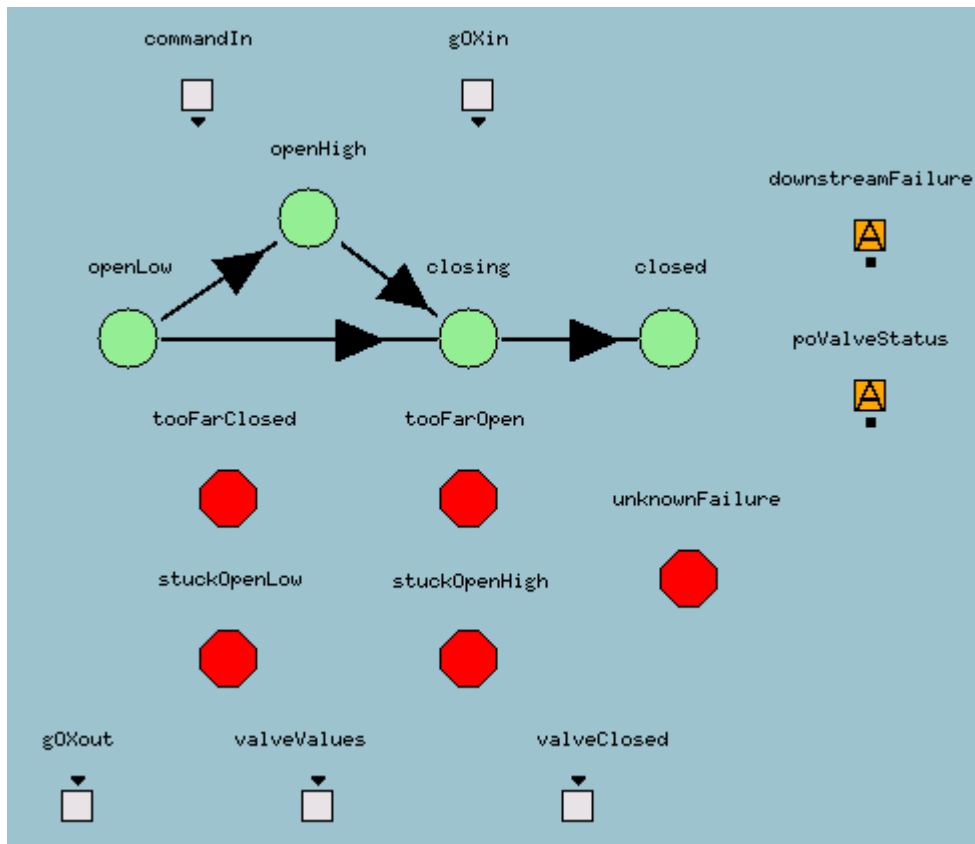 commandIn
gOXin
openHigh
downstreamFailure
openLow
closing
closed
poValveStatus
A
A
tooFarClosed
tooFarOpen
unknownFailure
stuckOpenLow
stuckOpenHigh
gOXout
valveValues
valveClosed